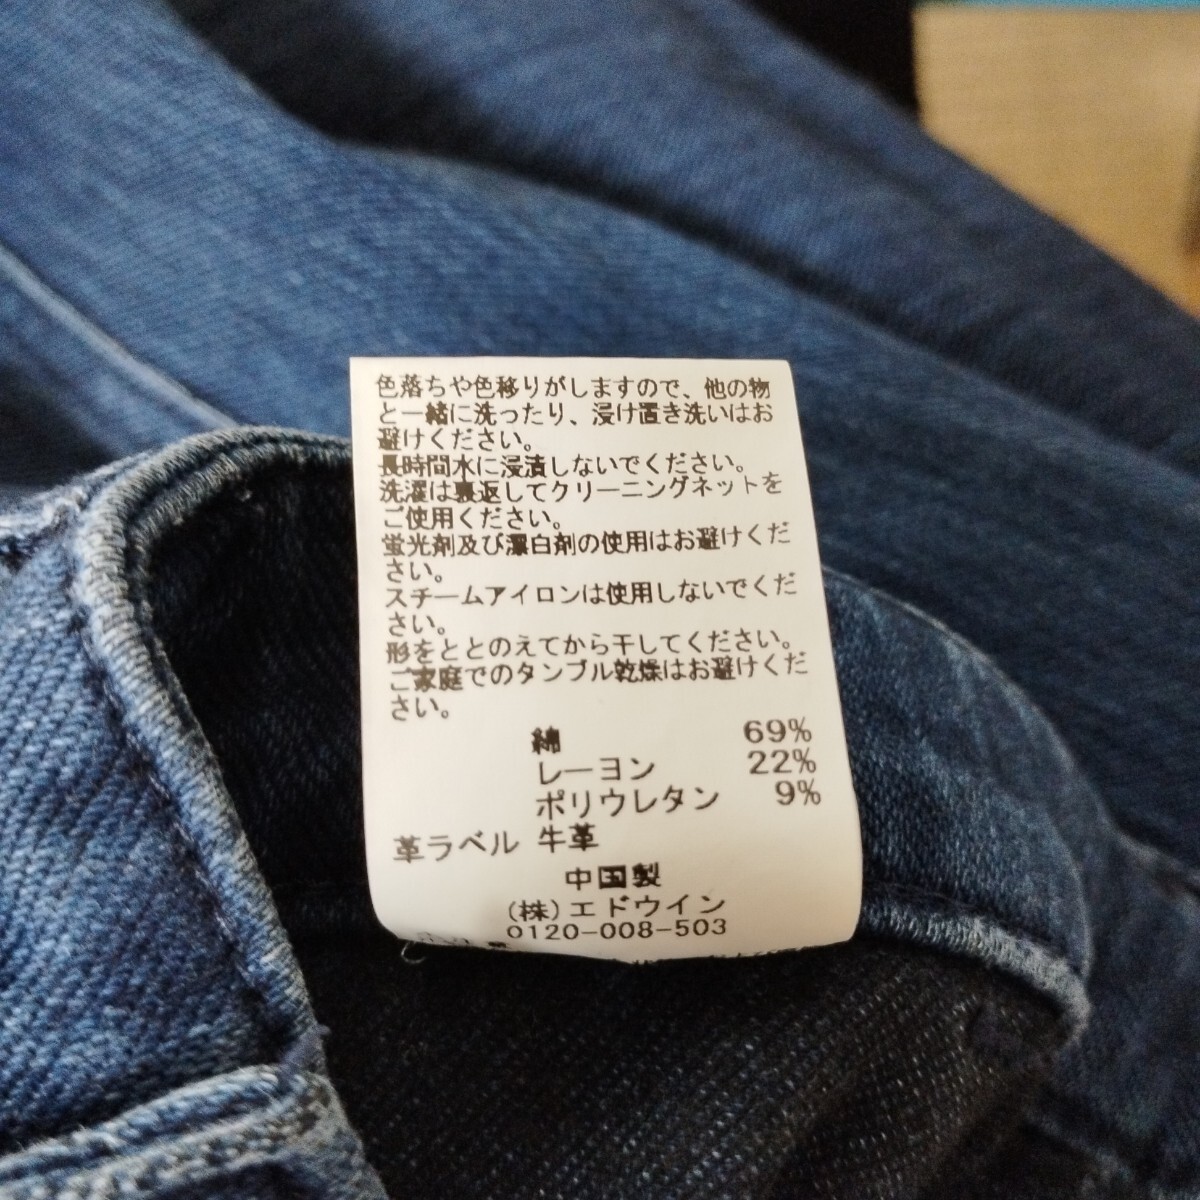 色落ちや色移りがしますので、他の物
と一緒に洗ったり、浸け置き洗いはお
避けください。
長時間水に浸漬しないでください。
洗濯は裏返してクリーニングネットを
ご使用ください。
蛍光剤及び漂白剤の使用はお避けくだ
さい。
スチームアイロンは使用しないでくだ
さい。
形をととのえてから干してください。
ご家庭でのタンブル乾燥はお避けくだ
さい。
綿 69%
レーヨン 22%
ポリウレタン 9%
革ラベル 牛革
中国製
(株)エドウイン
0120-008-503